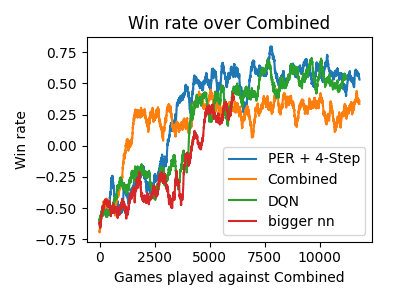 Win rate over Combined
Win rate
0.75
0.50
0.25
0.00
−0.25
−0.50
−0.75
PER + 4-Step
Combined
DQN
bigger nn
0 2500 5000 7500 10000
Games played against Combined